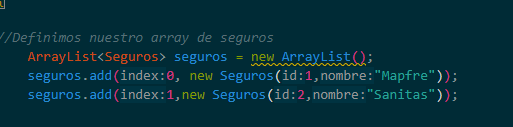 //Definimos nuestro array de seguros
ArrayList<Seguros> seguros = new ArrayList();
seguros.add(index:0, new Seguros(id:1,nombre:"Mapfre"));
seguros.add(index:1,new Seguros(id:2,nombre:"Sanitas"));